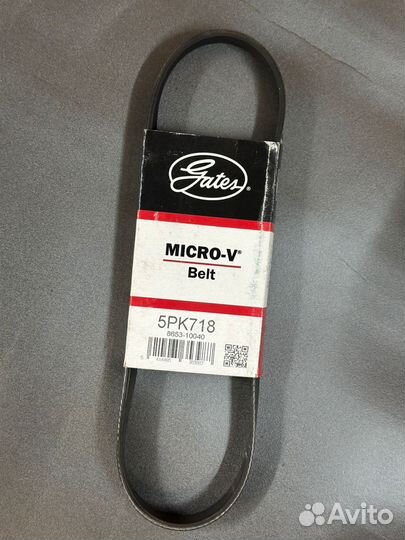 Gates
MICRO-V®
Belt
5PK718
8653-10040
Avito